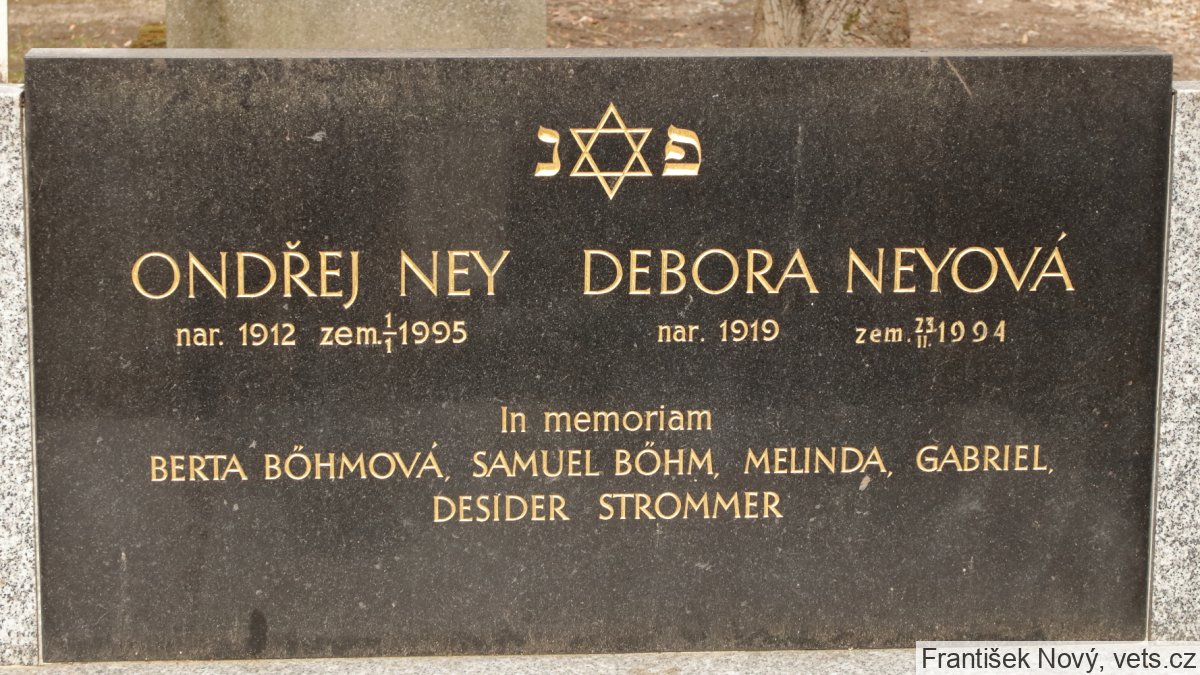 פ נ
ONDŘEJ NEY DEBORA NEYOVÁ
nar. 1912 zem. 1/1 1995 nar. 1919 zem. 23./II. 1994
In memoriam
BERTA BŐHMOVÁ, SAMUEL BŐHM, MELINDA, GABRIEL,
DESIDER STROMMER
František Nový, vets.cz